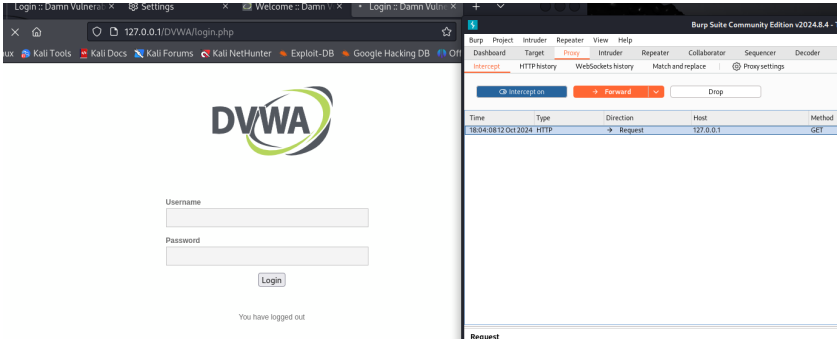 Login :: Damn Vulnerab
Settings
Welcome :: Damn V
Login :: Damn Vulne
127.0.0.1/DVWA/login.php
ux Kali Tools Kali Docs Kali Forums Kali NetHunter Exploit-DB Google Hacking DB Off
DVWA
Username
Password
Login
You have logged out
Burp Suite Community Edition v2024.8.4 - T
Burp Project Intruder Repeater View Help
Dashboard Target Proxy Intruder Repeater Collaborator Sequencer Decoder
Intercept HTTP history WebSockets history Match and replace Proxy settings
Intercept on Forward Drop
Time Type Direction Host Method
18:04:08 12 Oct 2024 HTTP → Request 127.0.0.1 GET
Request